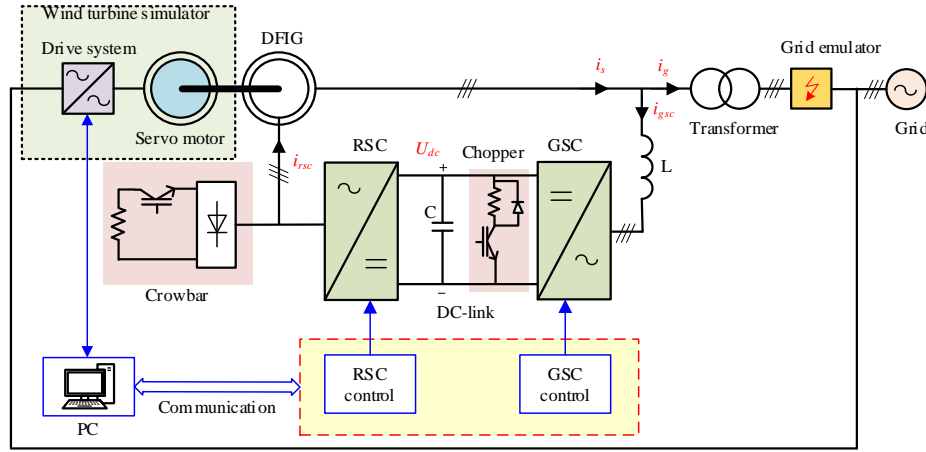 Wind turbine simulator
Drive system
DFIG
Servo motor
i_s
i_g
i_gsc
Grid emulator
Transformer
Grid
i_rsc
RSC
U_dc
Chopper
GSC
L
+
C
−
Crowbar
DC-link
RSC
control
GSC
control
Communication
PC